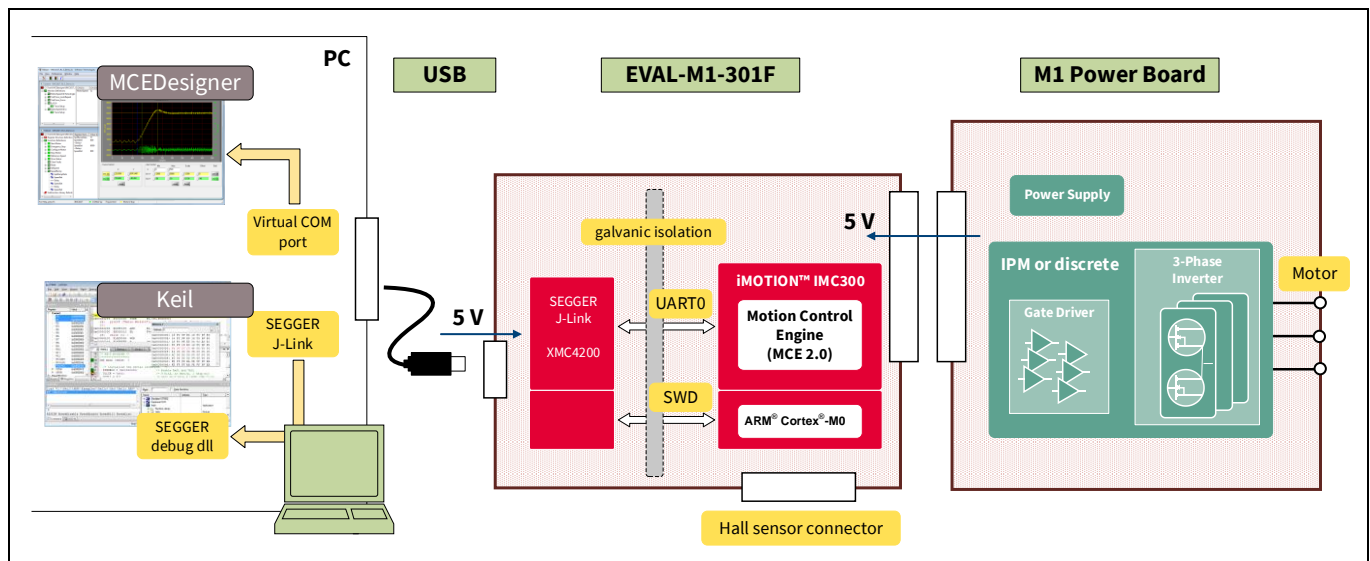 PC
MCEDesigner
Virtual COM
port
Keil
SEGGER
J-Link
SEGGER
debug dll
USB
5 V
EVAL-M1-301F
galvanic isolation
SEGGER
J-Link
XMC4200
UART0
SWD
iMOTION™ IMC300
Motion Control
Engine
(MCE 2.0)
ARM® Cortex®-M0
Hall sensor connector
5 V
M1 Power Board
Power Supply
IPM or discrete
Gate Driver
3-Phase
Inverter
Motor